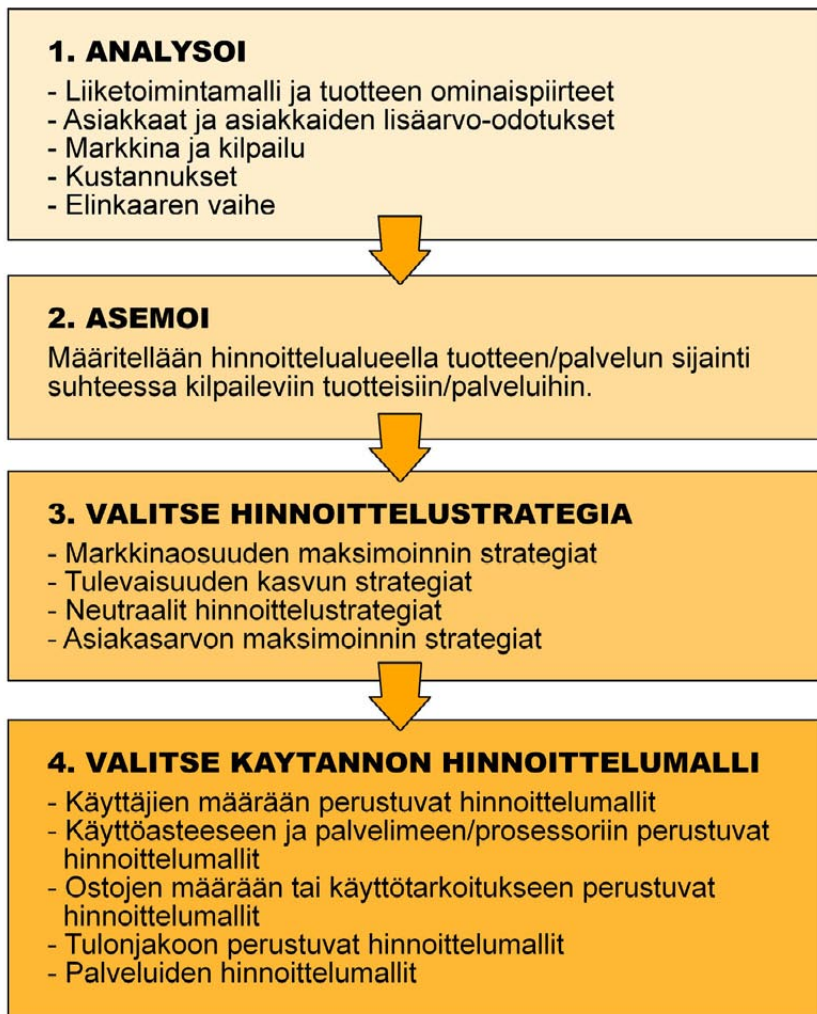 1. ANALYSOI
- Liiketoimintamalli ja tuotteen ominaispiirteet
- Asiakkaat ja asiakkaiden lisäarvo-odotukset
- Markkina ja kilpailu
- Kustannukset
- Elinkaaren vaihe
2. ASEMOI
Määritellään hinnoittelualueella tuotteen/palvelun sijainti
suhteessa kilpaileviin tuotteisiin/palveluihin.
3. VALITSE HINNOITTELUSTRATEGIA
- Markkinaosuuden maksimoinnin strategiat
- Tulevaisuuden kasvun strategiat
- Neutraalit hinnoittelustrategiat
- Asiakasarvon maksimoinnin strategiat
4. VALITSE KAYTANNON HINNOITTELUMALLI
- Käyttäjien määrään perustuvat hinnoittelumallit
- Käyttöasteeseen ja palvelimeen/prosessoriin perustuvat
hinnoittelumallit
- Ostojen määrään tai käyttötarkoitukseen perustuvat
hinnoittelumallit
- Tulonjakoon perustuvat hinnoittelumallit
- Palveluiden hinnoittelumallit